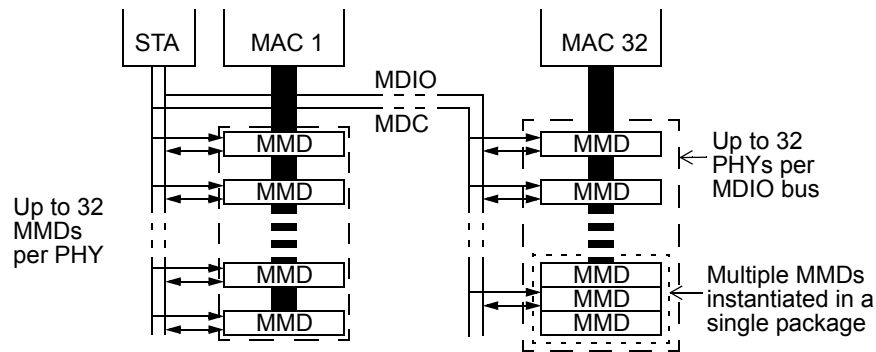 STA
MAC 1
MAC 32
MDIO
MDC
MMD
MMD
MMD
MMD
Up to 32
MMDs
per PHY
MMD
MMD
MMD
MMD
MMD
Up to 32
PHYs per
MDIO bus
Multiple MMDs
instantiated in a
single package